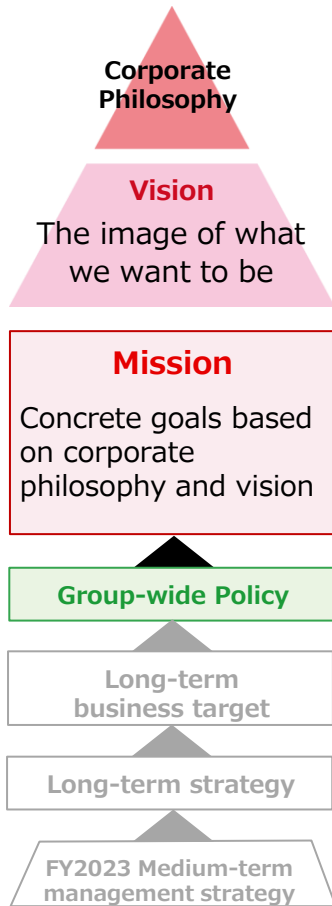 Corporate
Philosophy
Vision
The image of what
we want to be
Mission
Concrete goals based
on corporate
philosophy and vision
Group-wide Policy
Long-term
business target
Long-term strategy
FY2023 Medium-term
management strategy